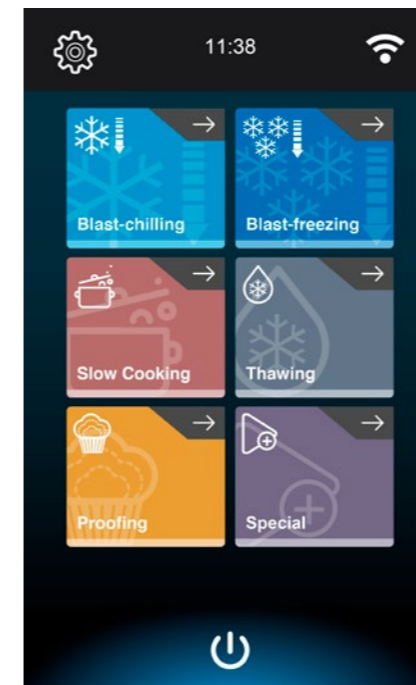 11:38
Blast-chilling
Blast-freezing
Slow Cooking
Thawing
Proofing
Special